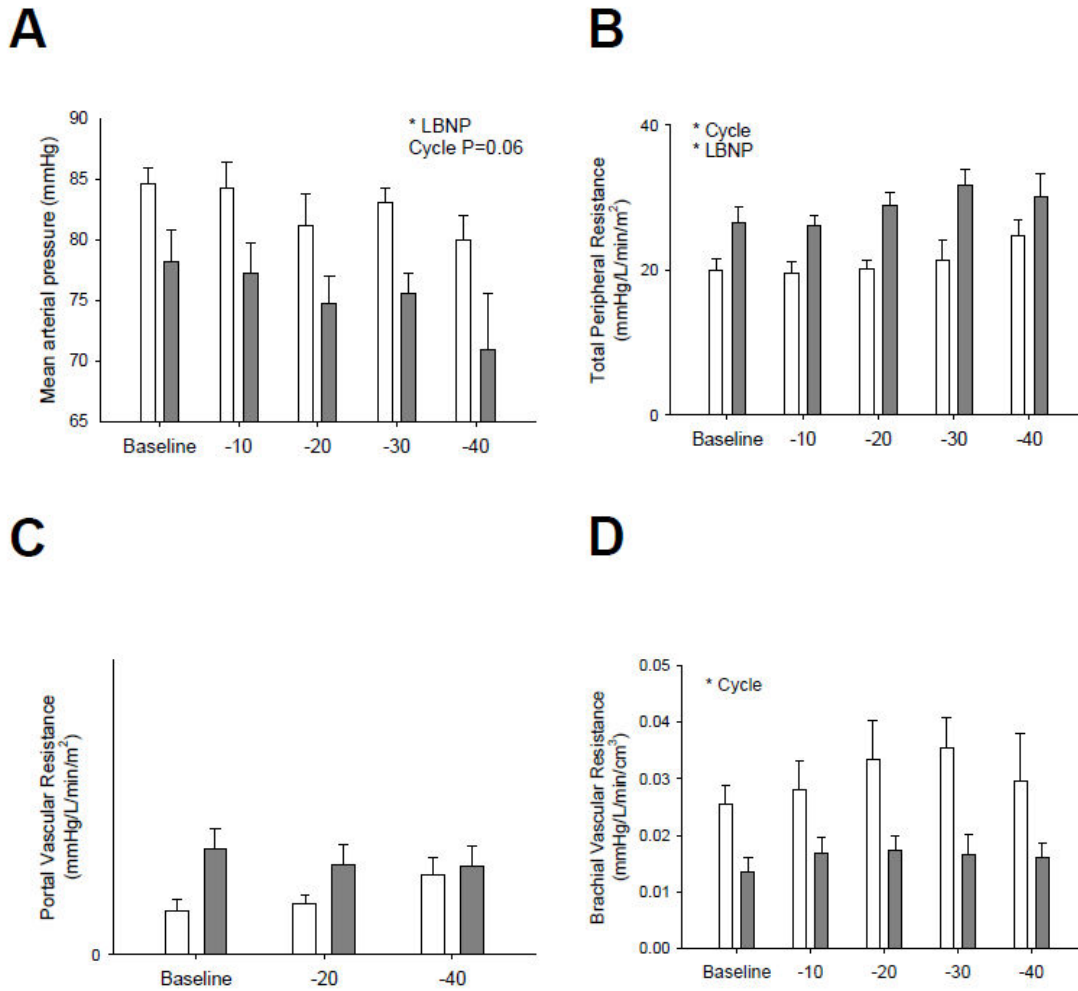 A
Mean arterial pressure (mmHg)
90
85
80
75
70
65
* LBNP
Cycle P=0.06
Baseline -10 -20 -30 -40
B
Total Peripheral Resistance
(mmHg/L/min/m²)
40
20
0
* Cycle
* LBNP
Baseline -10 -20 -30 -40
C
Portal Vascular Resistance
(mmHg/L/min/m²)
0
Baseline -20 -40
D
Brachial Vascular Resistance
(mmHg/L/min/cm³)
0.05
0.04
0.03
0.02
0.01
0.00
* Cycle
Baseline -10 -20 -30 -40